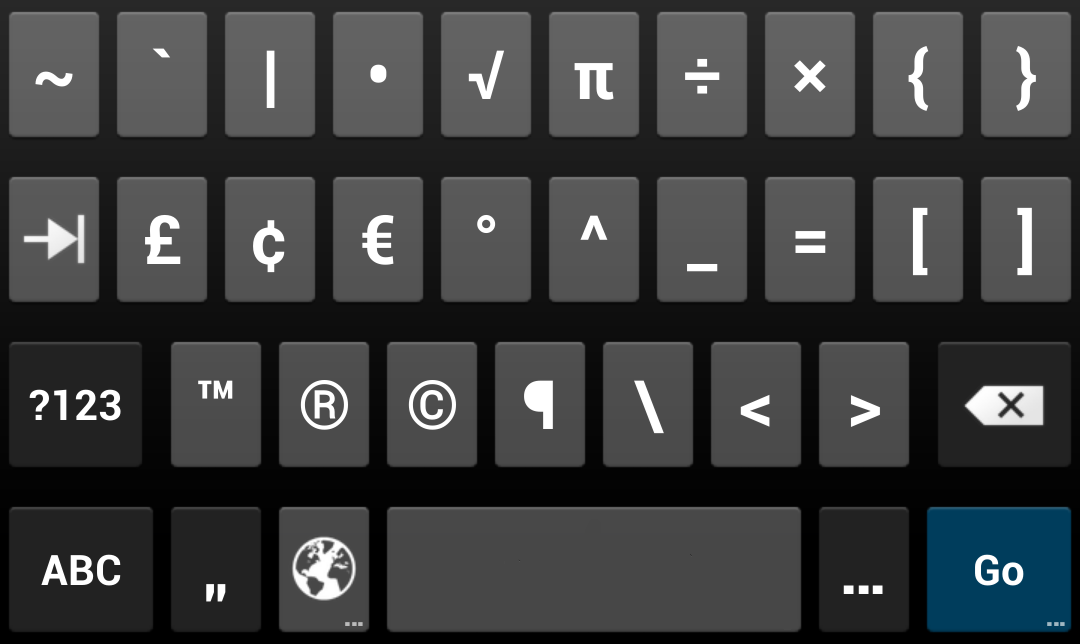 ~ ` | • √ π ÷ × { }
£ ¢ € ° ^ _ = [ ]
?123 ™ ® © ¶ \ < >
ABC „ … Go